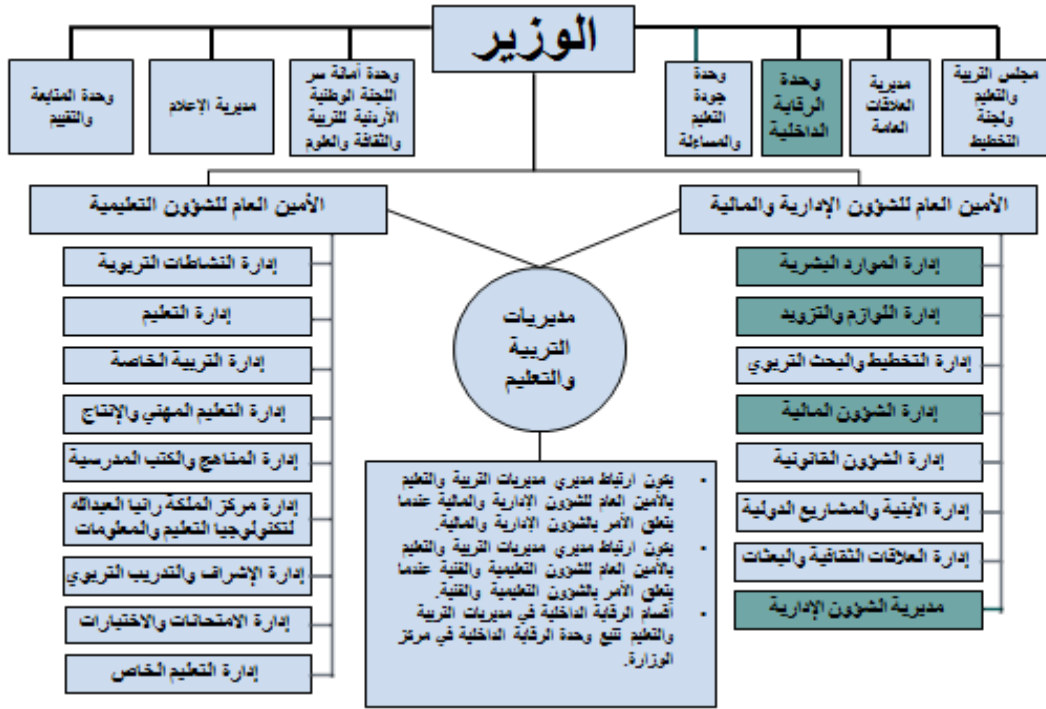 الوزير
مجلس التربية
والتعليم
ولجنة
التخطيط
مديرية
العلاقات
العامة
وحدة
الرقابة
الداخلية
وحدة
جودة
التعليم
والمساءلة
وحدة أمانة سر
اللجنة الوطنية
الأردنية للتربية
والثقافة والعلوم
مديرية الإعلام
وحدة المتابعة
والتقييم
الأمين العام للشؤون الإدارية والمالية
إدارة الموارد البشرية
إدارة اللوازم والتزويد
إدارة التخطيط والبحث التربوي
إدارة الشؤون المالية
إدارة الشؤون القانونية
إدارة الأبنية والمشاريع الدولية
إدارة العلاقات الثقافية والبعثات
مديرية الشؤون الإدارية
مديريات
التربية
والتعليم
• يكون ارتباط مديري مديريات التربية والتعليم
بالأمين العام للشؤون الإدارية والمالية عندما
يتعلق الأمر بالشؤون الإدارية والمالية.
• يكون ارتباط مديري مديريات التربية والتعليم
بالأمين العام للشؤون التعليمية والفنية عندما
يتعلق الأمر بالشؤون التعليمية والفنية.
• أقسام الرقابة الداخلية في مديريات التربية
والتعليم تتبع وحدة الرقابة الداخلية في مركز
الوزارة.
الأمين العام للشؤون التعليمية
إدارة النشاطات التربوية
إدارة التعليم
إدارة التربية الخاصة
إدارة التعليم المهني والإنتاج
إدارة المناهج والكتب المدرسية
إدارة مركز الملكة رانيا العبدالله
لتكنولوجيا التعليم والمعلومات
إدارة الإشراف والتدريب التربوي
إدارة الامتحانات والاختبارات
إدارة التعليم الخاص